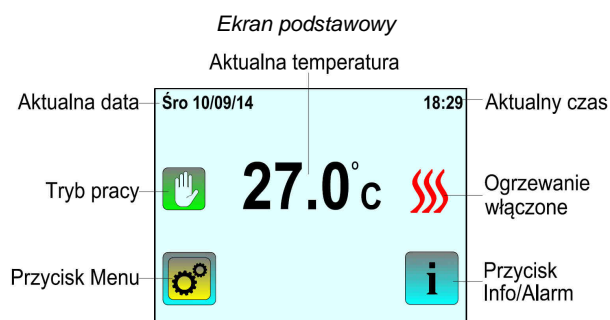 Ekran podstawowy
Aktualna temperatura
Aktualna data
Śro 10/09/14
18:29
Aktualny czas
Tryb pracy
27.0°c
Ogrzewanie
włączone
Przycisk Menu
i
Przycisk
Info/Alarm